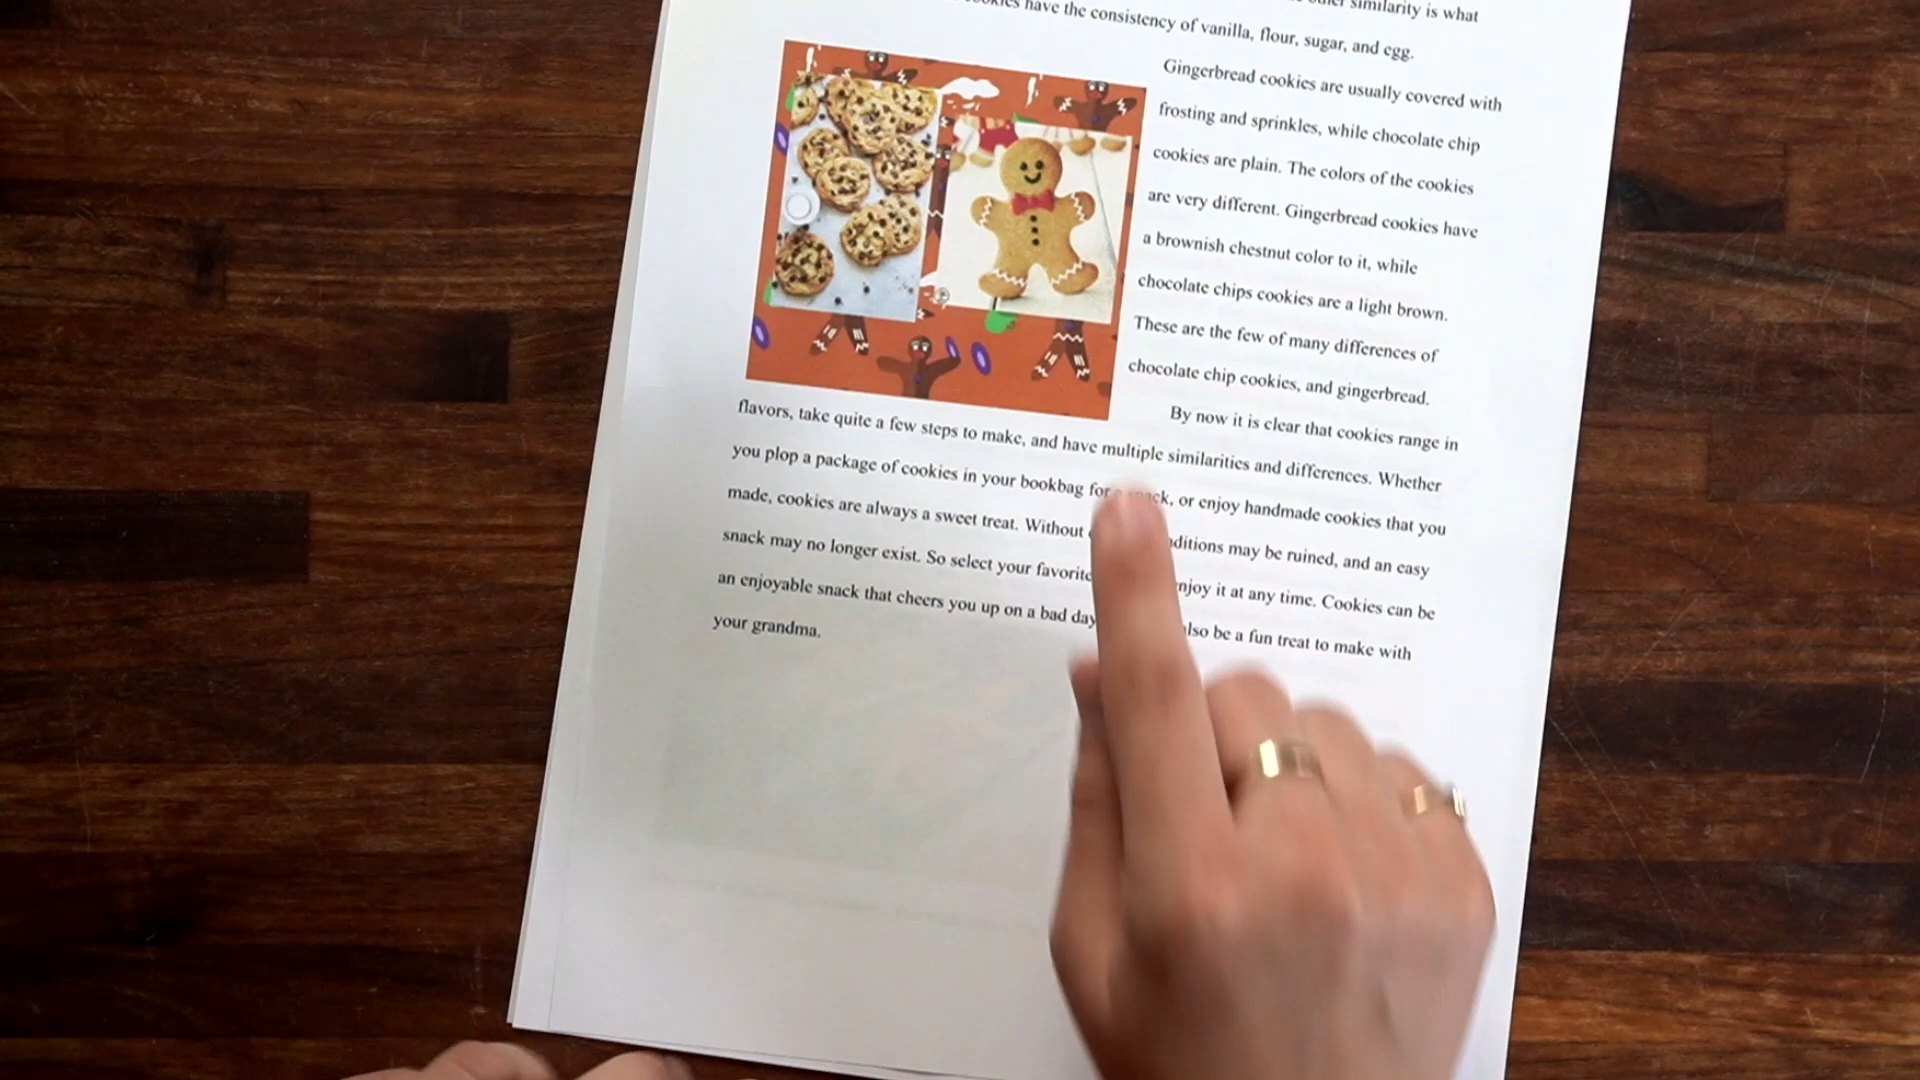 other similarity is what
cookies have the consistency of vanilla, flour, sugar, and egg.
Gingerbread cookies are usually covered with
frosting and sprinkles, while chocolate chip
cookies are plain. The colors of the cookies
are very different. Gingerbread cookies have
a brownish chestnut color to it, while
chocolate chips cookies are a light brown.
These are the few of many differences of
chocolate chip cookies, and gingerbread.
By now it is clear that cookies range in
flavors, take quite a few steps to make, and have multiple similarities and differences. Whether
you plop a package of cookies in your bookbag for a snack, or enjoy handmade cookies that you
made, cookies are always a sweet treat. Without may be ruined, and an easy
snack may no longer exist. So select your favorite enjoy it at any time. Cookies can be
an enjoyable snack that cheers you up on a bad day also be a fun treat to make with
your grandma.